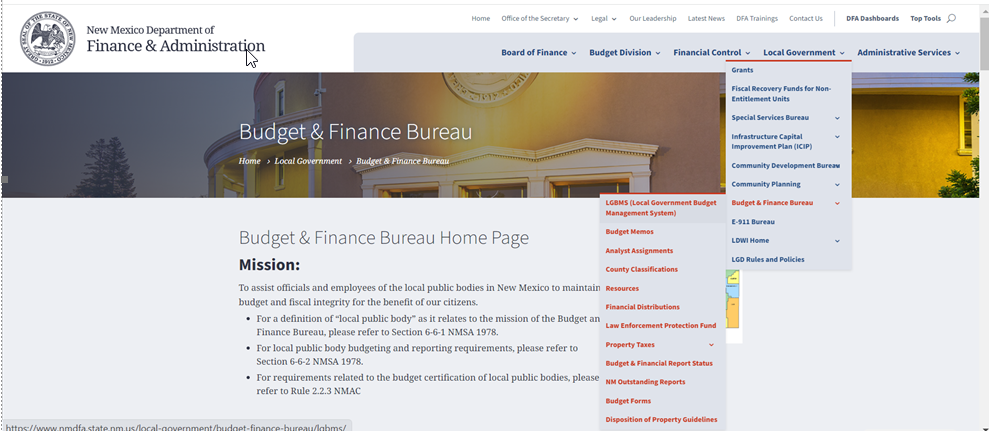 New Mexico Department of
Finance & Administration
Home Office of the Secretary Legal Our Leadership Latest News DFA Trainings Contact Us DFA Dashboards Top Tools
Board of Finance Budget Division Financial Control Local Government Administrative Services
Grants
Fiscal Recovery Funds for Non-
Entitlement Units
Special Services Bureau
Infrastructure Capital
Improvement Plan (ICIP)
Community Development Bureau
Community Planning
Budget & Finance Bureau
E-911 Bureau
LDWI Home
LGD Rules and Policies
LGBMS (Local Government Budget
Management System)
Budget Memos
Analyst Assignments
County Classifications
Resources
Financial Distributions
Law Enforcement Protection Fund
Property Taxes
Budget & Financial Report Status
NM Outstanding Reports
Budget Forms
Disposition of Property Guidelines
Budget & Finance Bureau
Home › Local Government › Budget & Finance Bureau
Budget & Finance Bureau Home Page
Mission:
To assist officials and employees of the local public bodies in New Mexico to maintain
budget and fiscal integrity for the benefit of our citizens.
• For a definition of “local public body” as it relates to the mission of the Budget an
Finance Bureau, please refer to Section 6-6-1 NMSA 1978.
• For local public body budgeting and reporting requirements, please refer to
Section 6-6-2 NMSA 1978.
• For requirements related to the budget certification of local public bodies, please
refer to Rule 2.2.3 NMAC
https://www.nmdfa.state.nm.us/local-government/budget-finance-bureau/lgbms/